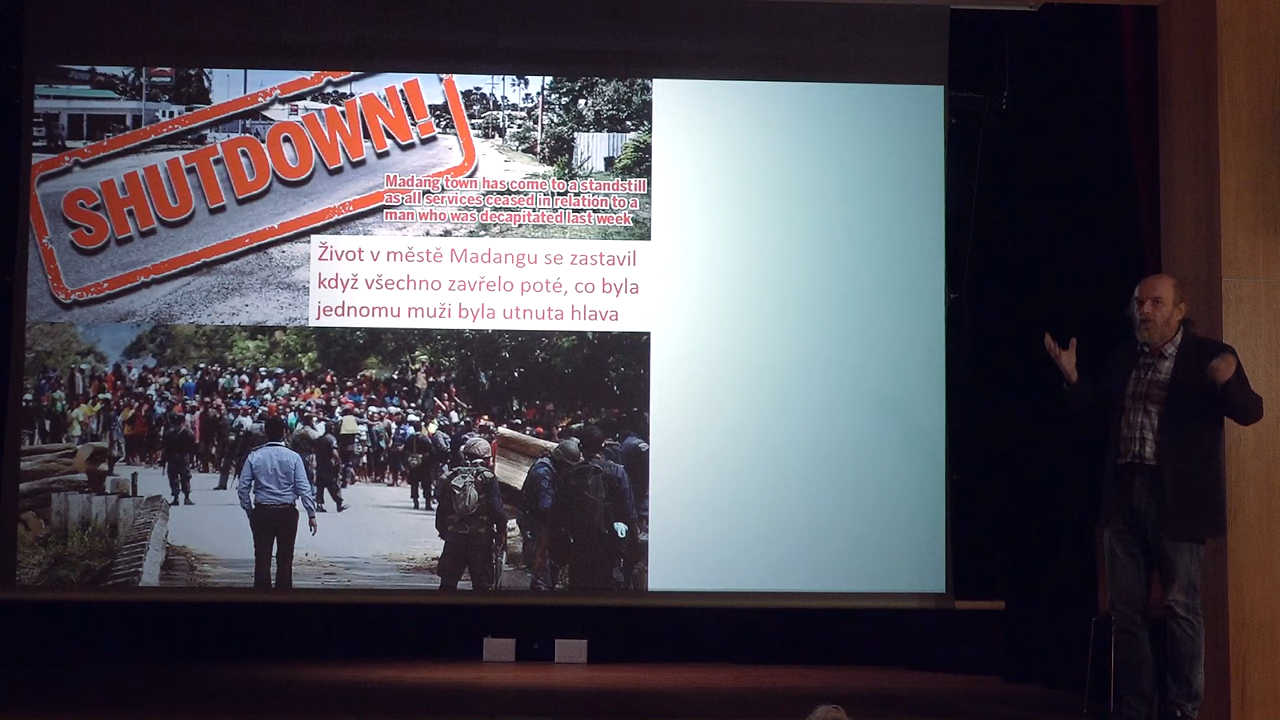 SHUTDOWN!
Madang town has come to a standstill
as all services ceased in relation to a
man who was decapitated last week
Život v městě Madangu se zastavil
když všechno zavřelo poté, co byla
jednomu muži byla utnuta hlava